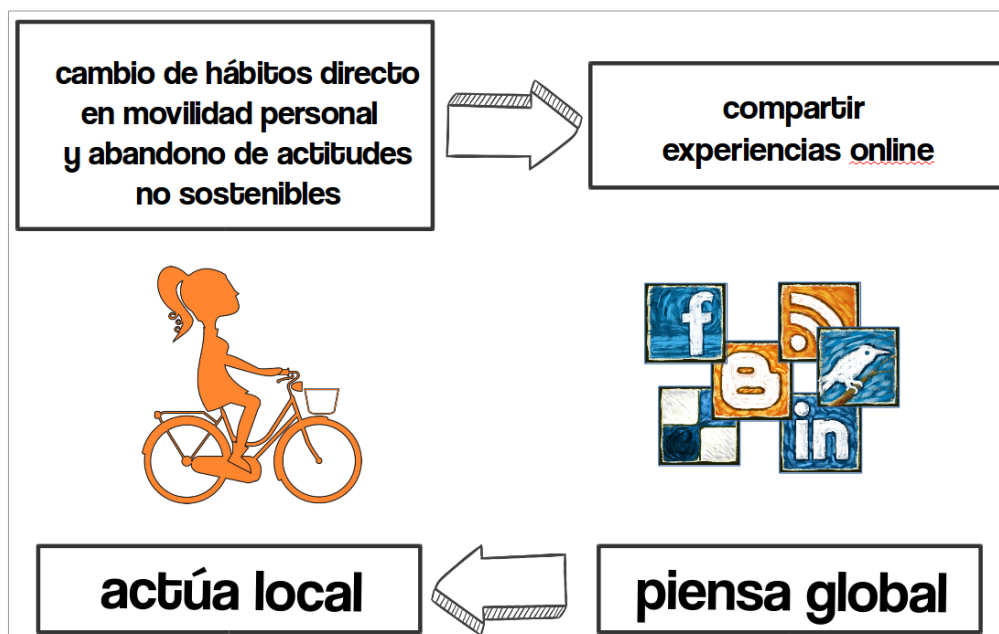 cambio de hábitos directo
en movilidad personal
y abandono de actitudes
no sostenibles
compartir
experiencias online
f
B
in
actúa local
piensa global